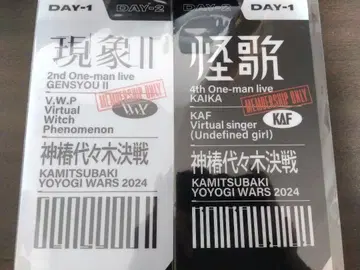 DAY-1
DAY-2
現象II
2nd One-man live
GENSYOU II
MEMBERSHIP ONLY
V.W.P
Virtual
Witch
Phenomenon
V.W.P
神椿代々木決戦
KAMITSUBAKI
YOYOGI WARS 2024
DAY-2
DAY-1
怪歌
4th One-man live
KAIKA
MEMBERSHIP ONLY
KAF
Virtual singer
(Undefined girl)
KAF
神椿代々木決戦
KAMITSUBAKI
YOYOGI WARS 2024